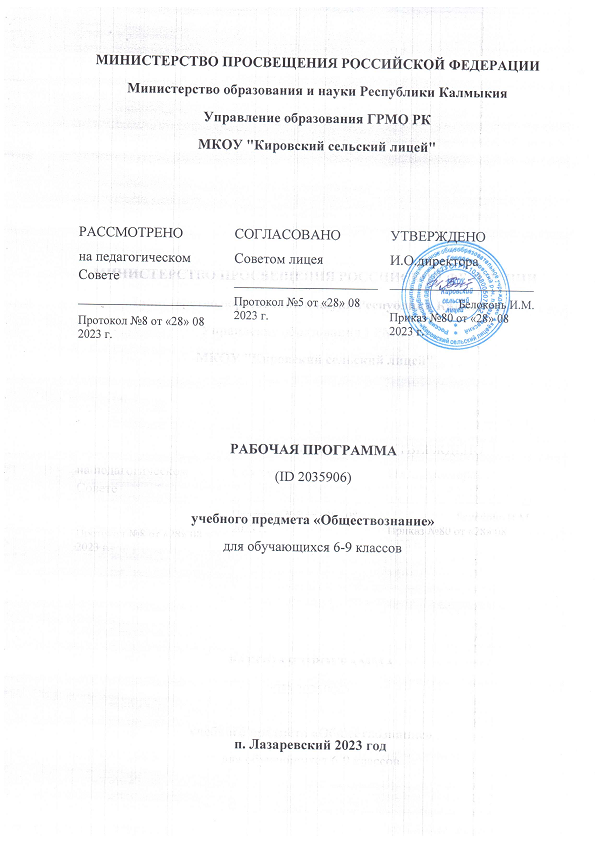 МИНИСТЕРСТВО ПРОСВЕЩЕНИЯ РОССИЙСКОЙ ФЕДЕРАЦИИ
Министерство образования и науки Республики Калмыкия
Управление образования ГРМО РК
МКОУ "Кировский сельский лицей"
РАССМОТРЕНО
на педагогическом
Совете
Протокол №8 от «28» 08
2023 г.
СОГЛАСОВАНО
Советом лицея
Протокол №5 от «28» 08
2023 г.
УТВЕРЖДЕНО
И.О.директора
Белоконь И.М.
Приказ №80 от «28» 08
2023 г.
Кировский
сельский
лицей
РАБОЧАЯ ПРОГРАММА
(ID 2035906)
учебного предмета «Обществознание»
для обучающихся 6-9 классов
п. Лазаревский 2023 год